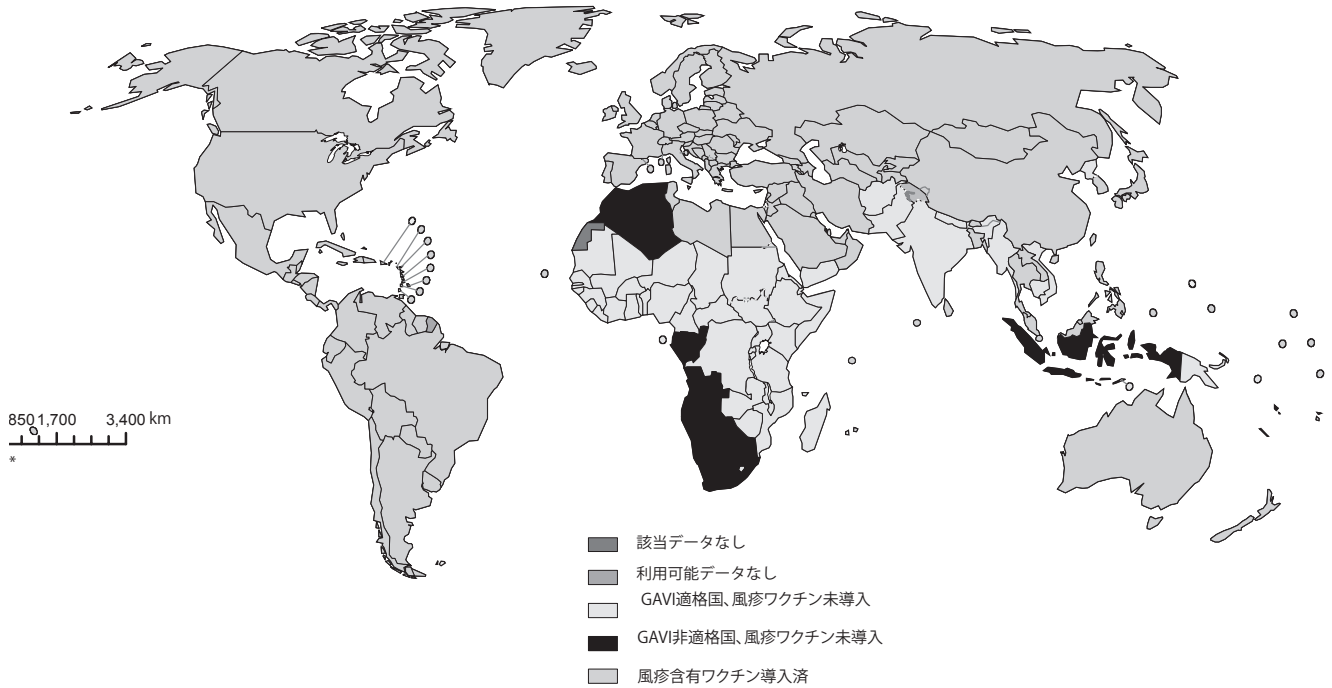 8501,700 3,400 km
*
該当データなし
利用可能データなし
GAVI適格国、風疹ワクチン未導入
GAVI非適格国、風疹ワクチン未導入
風疹含有ワクチン導入済